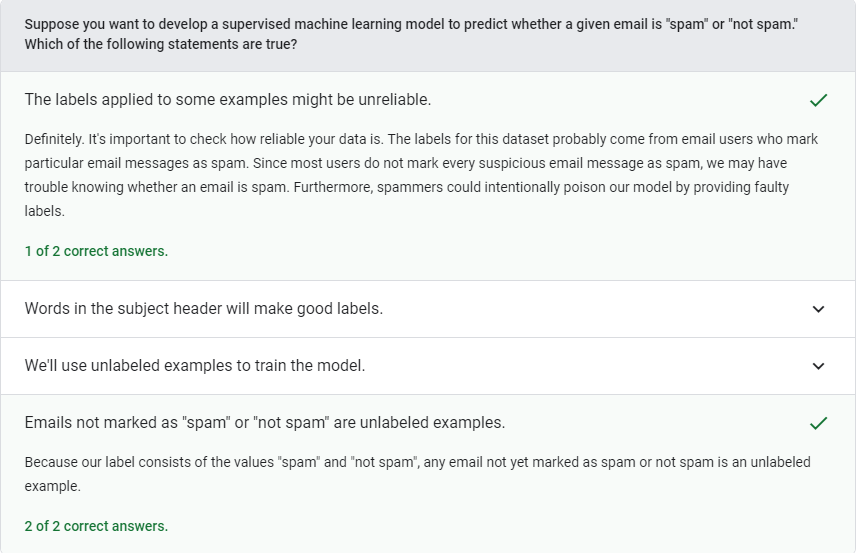 Suppose you want to develop a supervised machine learning model to predict whether a given email is "spam" or "not spam."
Which of the following statements are true?
The labels applied to some examples might be unreliable.
Definitely. It's important to check how reliable your data is. The labels for this dataset probably come from email users who mark
particular email messages as spam. Since most users do not mark every suspicious email message as spam, we may have
trouble knowing whether an email is spam. Furthermore, spammers could intentionally poison our model by providing faulty
labels.
1 of 2 correct answers.
Words in the subject header will make good labels.
We'll use unlabeled examples to train the model.
Emails not marked as "spam" or "not spam" are unlabeled examples.
Because our label consists of the values "spam" and "not spam", any email not yet marked as spam or not spam is an unlabeled
example.
2 of 2 correct answers.